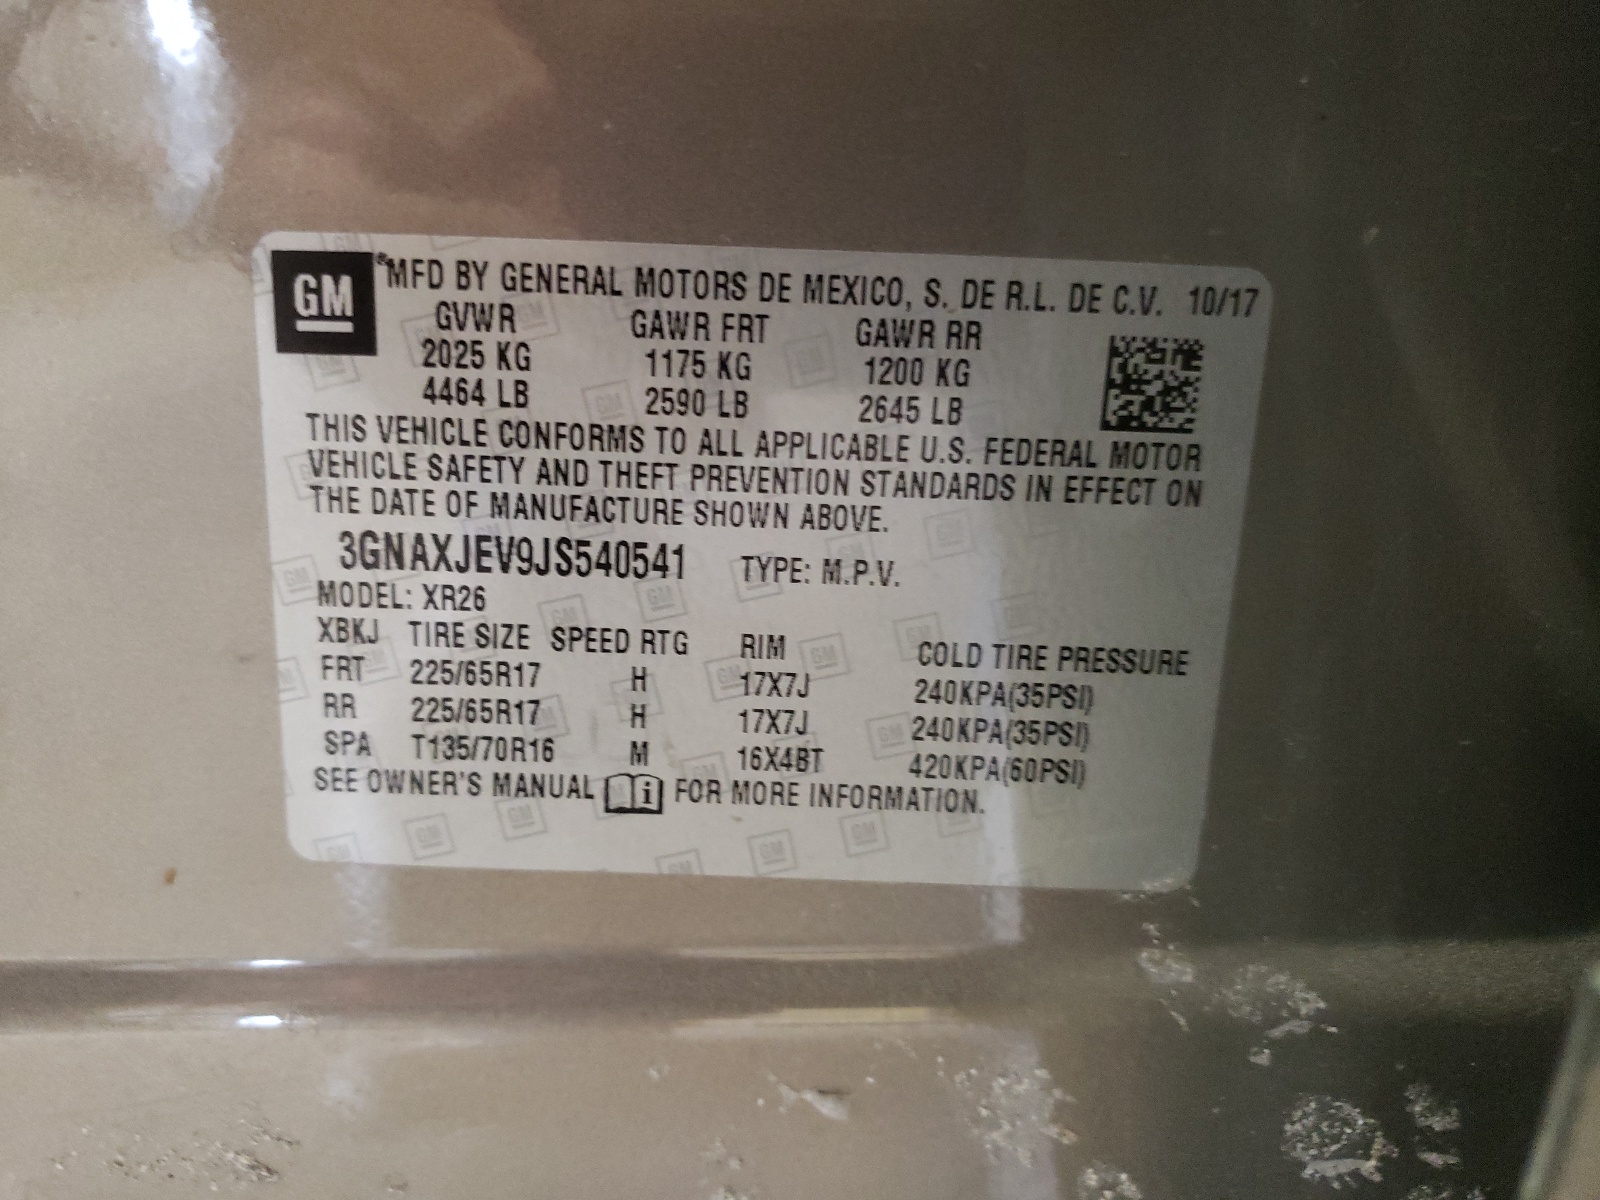 GM ® MFD BY GENERAL MOTORS DE MEXICO, S. DE R.L. DE C.V. 10/17
GVWR GAWR FRT GAWR RR
2025 KG 1175 KG 1200 KG
4464 LB 2590 LB 2645 LB
THIS VEHICLE CONFORMS TO ALL APPLICABLE U.S. FEDERAL MOTOR
VEHICLE SAFETY AND THEFT PREVENTION STANDARDS IN EFFECT ON
THE DATE OF MANUFACTURE SHOWN ABOVE.
3GNAXJEV9JS540541 TYPE: M.P.V.
MODEL: XR26
XBKJ TIRE SIZE SPEED RTG RIM COLD TIRE PRESSURE
FRT 225/65R17 H 17X7J 240KPA(35PSI)
RR 225/65R17 H 17X7J 240KPA(35PSI)
SPA T135/70R16 M 16X4BT 420KPA(60PSI)
SEE OWNER'S MANUAL i FOR MORE INFORMATION.